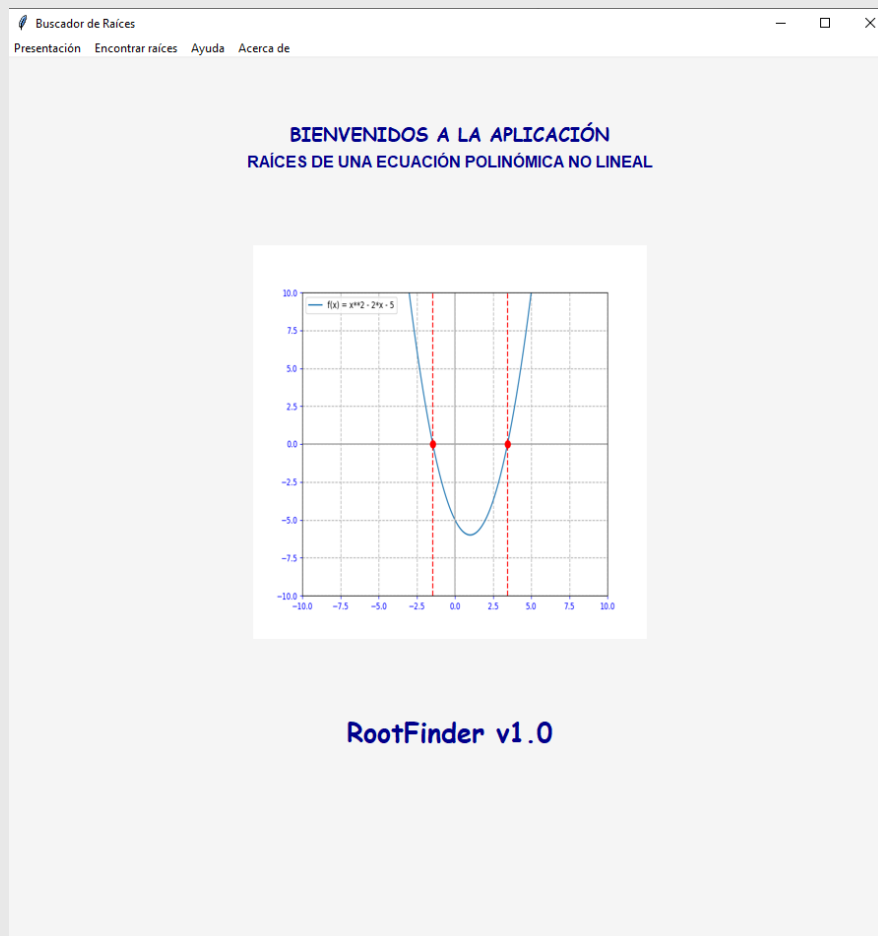 Buscador de Raíces
Presentación Encontrar raíces Ayuda Acerca de
BIENVENIDOS A LA APLICACIÓN
RAÍCES DE UNA ECUACIÓN POLINÓMICA NO LINEAL
f(x) = x**2 - 2*x - 5
10.0
7.5
5.0
2.5
0.0
−2.5
−5.0
−7.5
−10.0
−10.0 −7.5 −5.0 −2.5 0.0 2.5 5.0 7.5 10.0
RootFinder v1.0